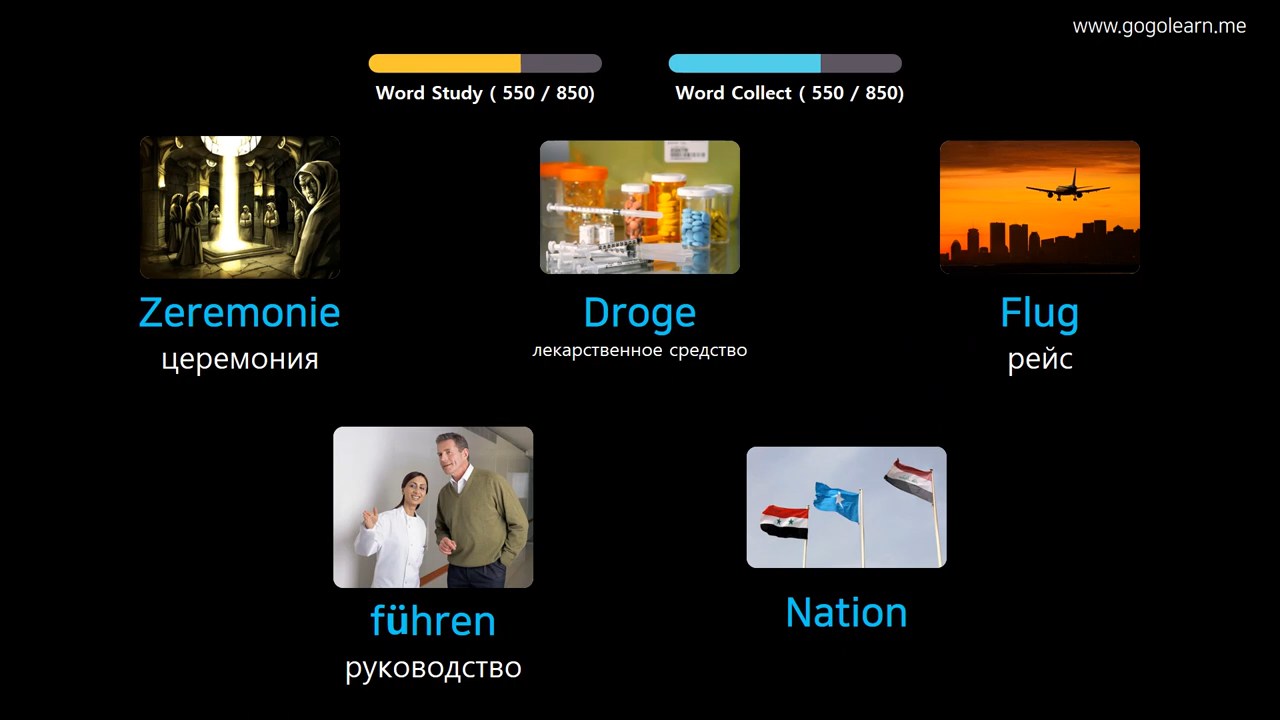 www.gogolearn.me
Word Study ( 550 / 850)
Word Collect ( 550 / 850)
Zeremonie
церемония
Droge
лекарственное средство
Flug
рейс
führen
руководство
Nation